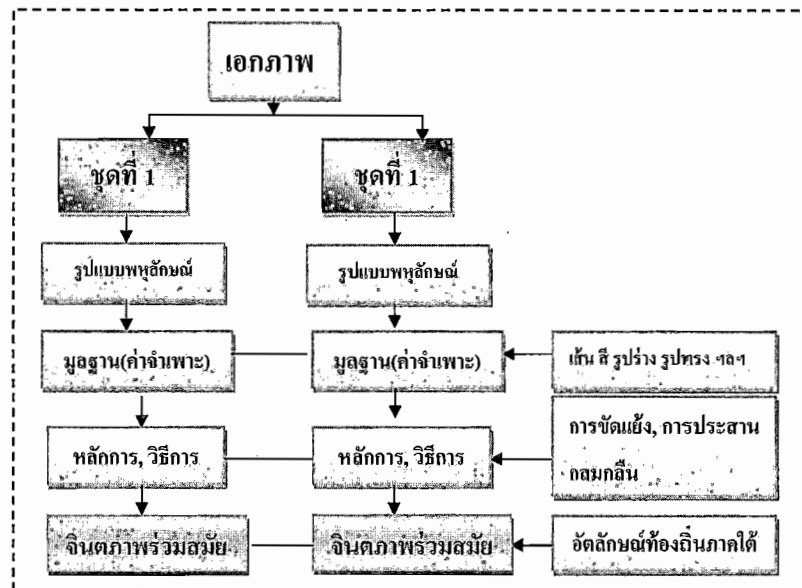 เอกภาพ
ชุดที่ 1
ชุดที่ 1
รูปแบบพหุลักษณ์
รูปแบบพหุลักษณ์
มูลฐาน(ค่าจำเพาะ)
มูลฐาน(ค่าจำเพาะ)
เส้น สี รูปร่าง รูปทรง ฯลฯ
หลักการ, วิธีการ
หลักการ, วิธีการ
การขัดแย้ง, การประสาน
กลมกลืน
จินตภาพร่วมสมัย
จินตภาพร่วมสมัย
อัตลักษณ์ท้องถิ่นภาคใต้